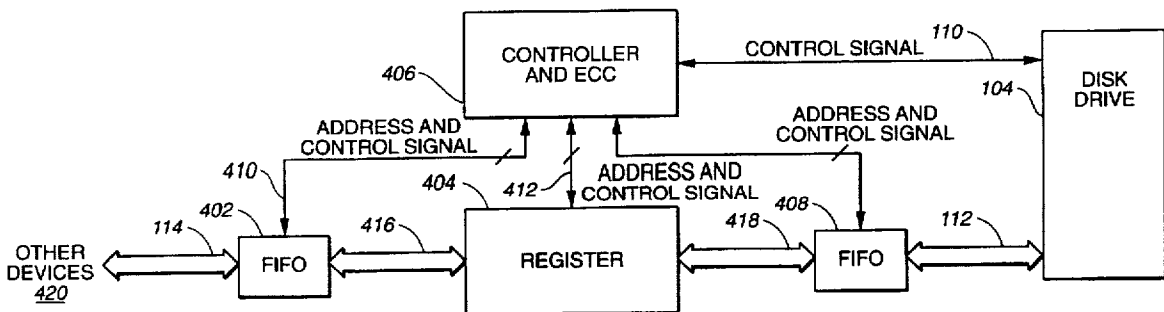 CONTROLLER
AND ECC
406
CONTROL SIGNAL
110
DISK
DRIVE
104
ADDRESS AND
CONTROL SIGNAL
410
412
ADDRESS AND
CONTROL SIGNAL
ADDRESS AND
CONTROL SIGNAL
OTHER
DEVICES
420
114
402
FIFO
416
404
REGISTER
418
408
FIFO
112